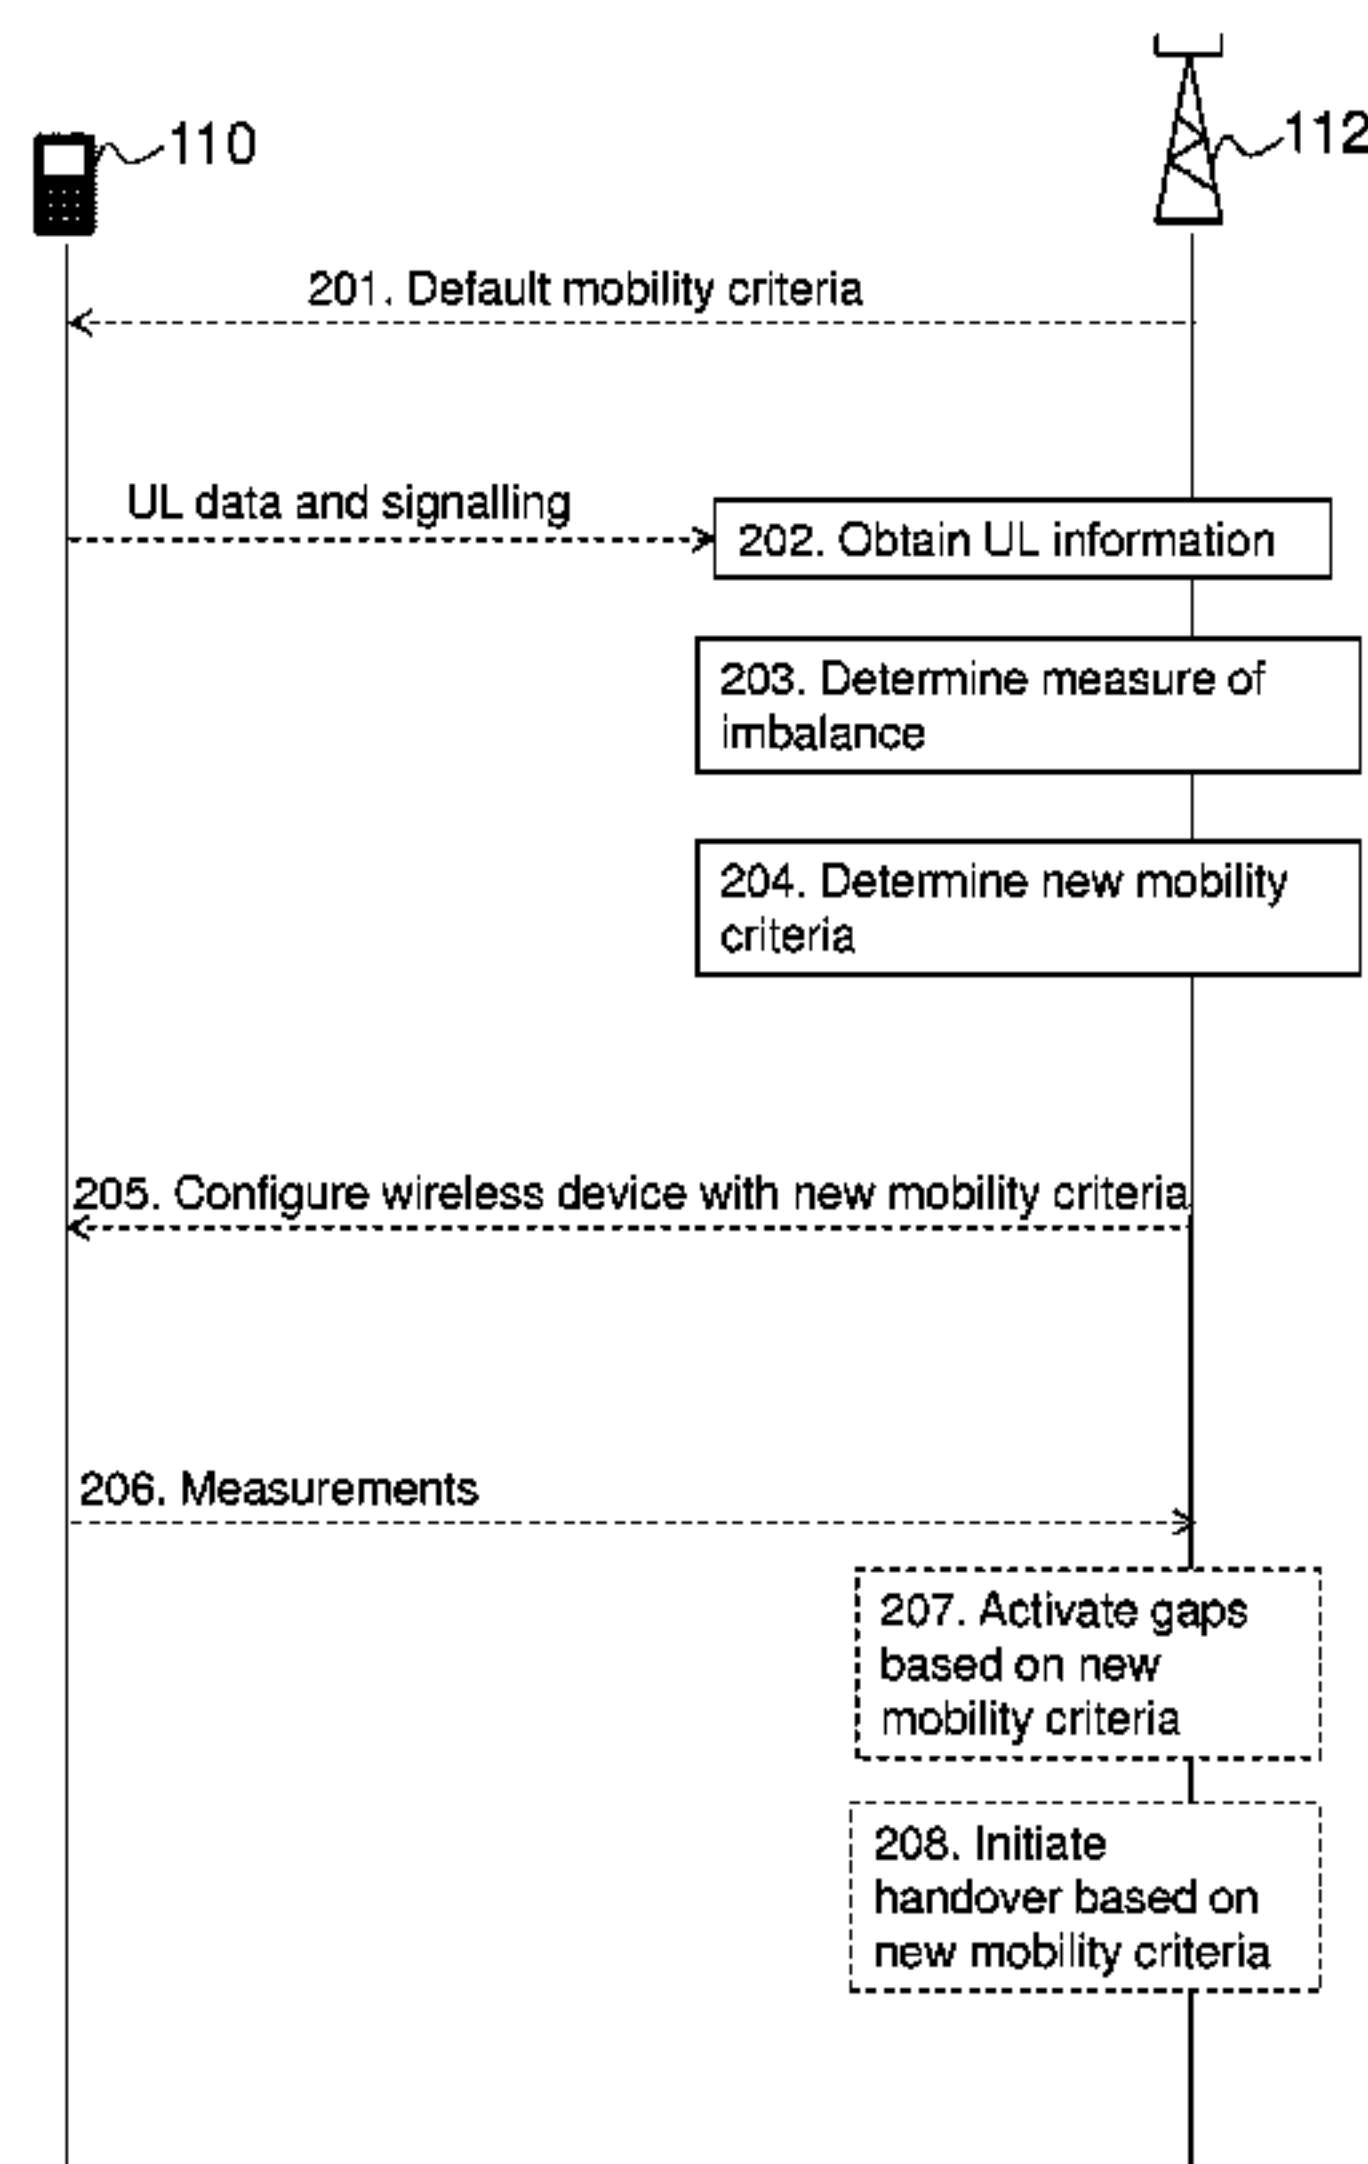 110
112
201. Default mobility criteria
UL data and signalling
202. Obtain UL information
203. Determine measure of
imbalance
204. Determine new mobility
criteria
205. Configure wireless device with new mobility criteria
206. Measurements
207. Activate gaps
based on new
mobility criteria
208. Initiate
handover based on
new mobility criteria